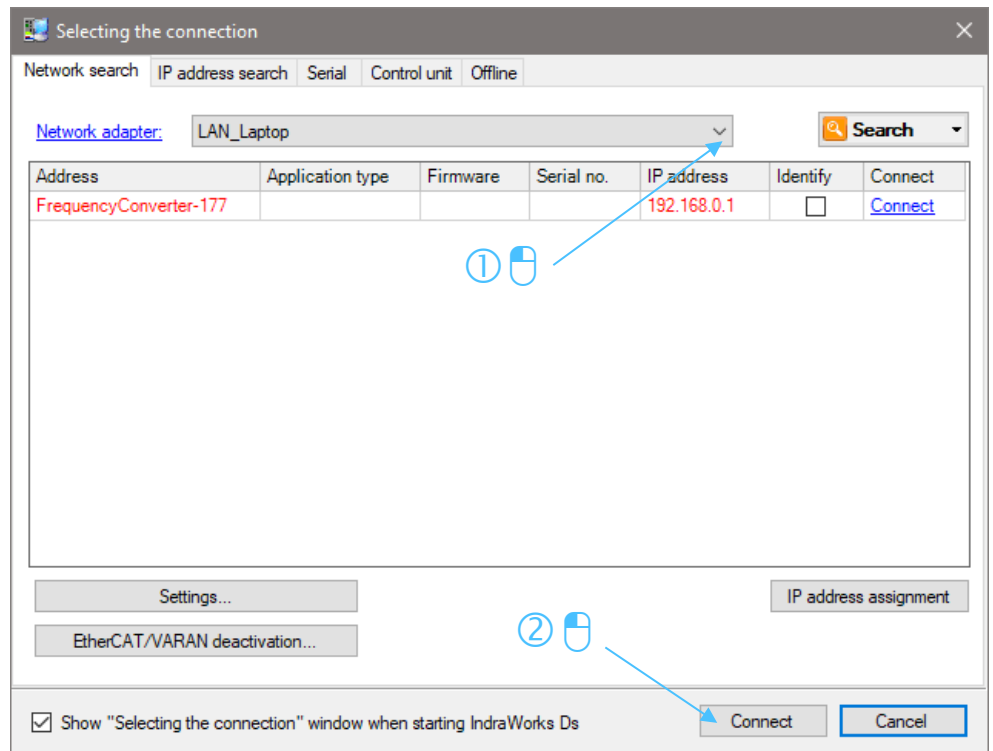 Selecting the connection
Network search IP address search Serial Control unit Offline
Network adapter: LAN_Laptop Search
Address Application type Firmware Serial no. IP address Identify Connect
FrequencyConverter-177 192.168.0.1 Connect
①
Settings... IP address assignment
EtherCAT/VARAN deactivation...
②
Show "Selecting the connection" window when starting IndraWorks Ds Connect Cancel